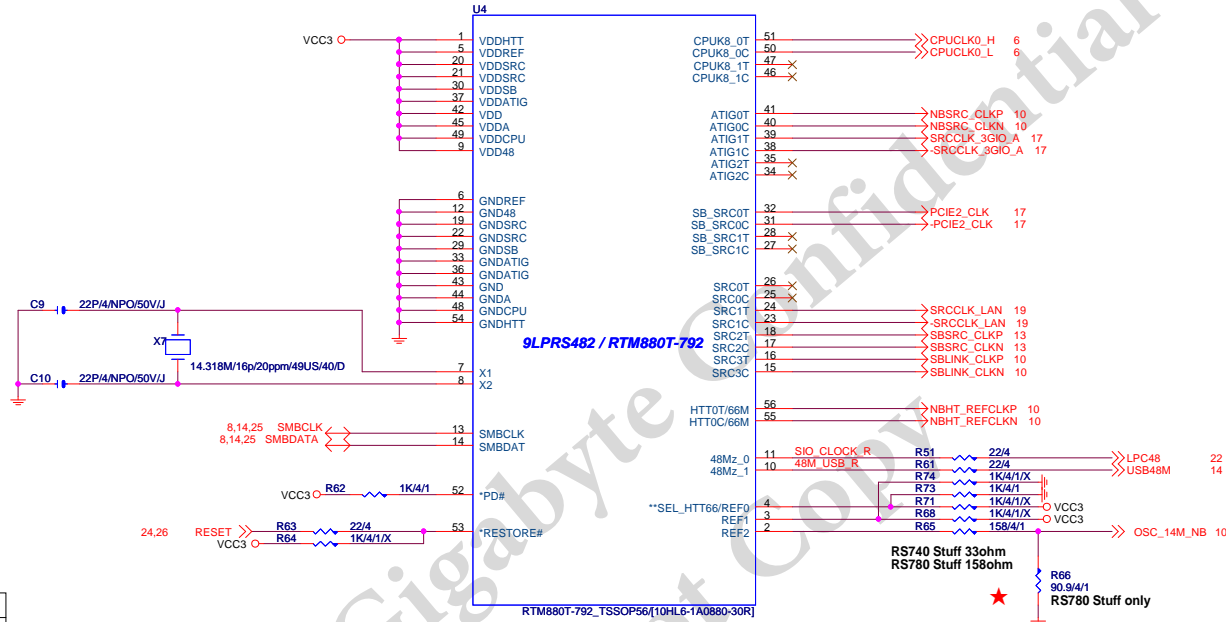 U4
VCC3
1 VDDHTT
5 VDDREF
20 VDDSRC
21 VDDSRC
30 VDDSB
37 VDDATIG
42 VDD
45 VDDA
49 VDDCPU
9 VDD48
6 GNDREF
12 GND48
19 GNDSRC
22 GNDSRC
29 GNDSB
33 GNDATIG
36 GNDATIG
43 GND
44 GNDA
48 GNDCPU
54 GNDHTT
C9 22P/4/NPO/50V/J
X7
14.318M/16p/20ppm/49US/40/D
C10 22P/4/NPO/50V/J
7 X1
8 X2
8,14,25 SMBCLK 13 SMBCLK
8,14,25 SMBDATA 14 SMBDAT
VCC3 R62 1K/4/1 52 *PD#
24,26 RESET R63 22/4 53 *RESTORE#
VCC3 R64 1K/4/1/X
9LPRS482 / RTM880T-792
CPUK8_0T 51 CPUCLK0_H 6
CPUK8_0C 50 CPUCLK0_L 6
CPUK8_1T 47
CPUK8_1C 46
ATIG0T 41 NBSRC_CLKP 10
ATIG0C 40 NBSRC_CLKN 10
ATIG1T 39 SRCCLK_3GIO_A 17
ATIG1C 38 -SRCCLK_3GIO_A 17
ATIG2T 35
ATIG2C 34
SB_SRC0T 32 PCIE2_CLK 17
SB_SRC0C 31 -PCIE2_CLK 17
SB_SRC1T 28
SB_SRC1C 27
SRC0T 26
SRC0C 25
SRC1T 24 SRCCLK_LAN 19
SRC1C 23 -SRCCLK_LAN 19
SRC2T 18 SBSRC_CLKP 13
SRC2C 17 SBSRC_CLKN 13
SRC3T 16 SBLINK_CLKP 10
SRC3C 15 SBLINK_CLKN 10
HTT0T/66M 56 NBHT_REFCLKP 10
HTT0C/66M 55 NBHT_REFCLKN 10
48Mz_0 11 SIO_CLOCK_R R51 22/4 LPC48 22
48Mz_1 10 48M_USB_R R61 22/4 USB48M 14
R74 1K/4/1/X
R73 1K/4/1
**SEL_HTT66/REF0 4 R71 1K/4/1/X VCC3
REF1 3 R68 1K/4/1/X VCC3
REF2 2 R65 158/4/1 OSC_14M_NB 10
RS740 Stuff 33ohm
RS780 Stuff 158ohm
R66
90.9/4/1
RS780 Stuff only
RTM880T-792_TSSOP56/[10HL6-1A0880-30R]
Gigabyte Confidential
Copy